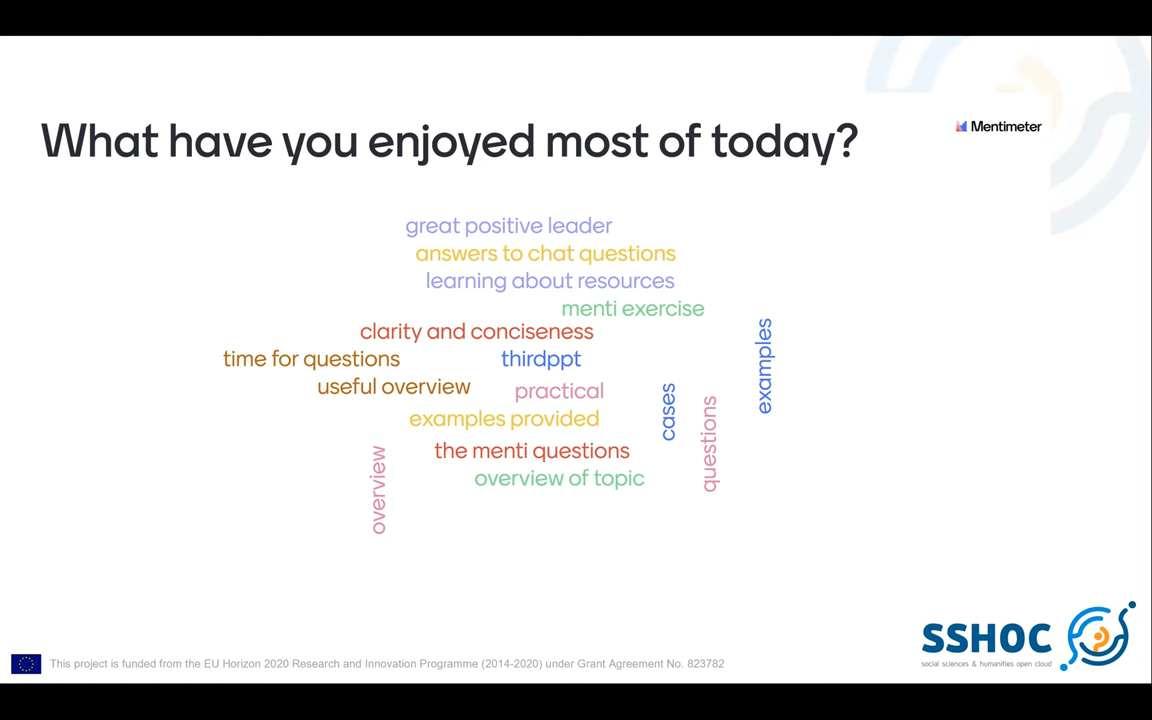 What have you enjoyed most of today?
Mentimeter
great positive leader
answers to chat questions
learning about resources
menti exercise
clarity and conciseness
examples
time for questions
thirdppt
useful overview
practical
cases
questions
examples provided
the menti questions
overview
overview of topic
SSHOC
social sciences & humanities open cloud
This project is funded from the EU Horizon 2020 Research and Innovation Programme (2014-2020) under Grant Agreement No. 823782